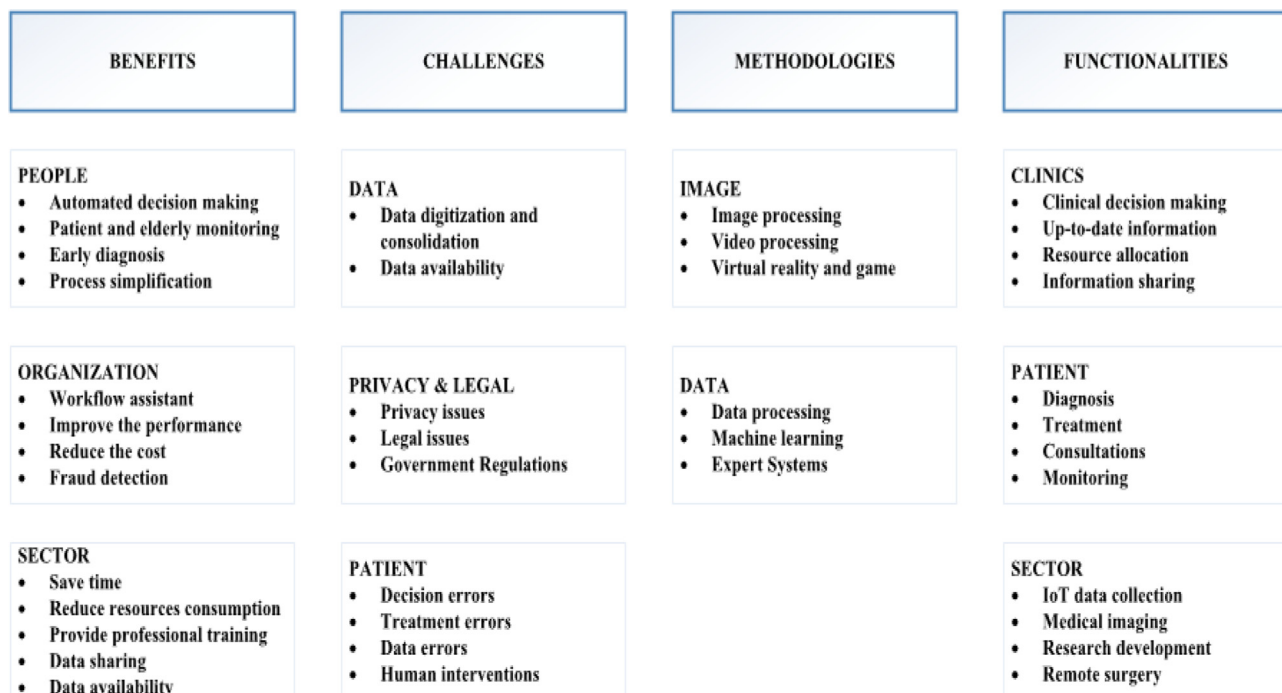 BENEFITS
CHALLENGES
METHODOLOGIES
FUNCTIONALITIES
PEOPLE
• Automated decision making
• Patient and elderly monitoring
• Early diagnosis
• Process simplification
DATA
• Data digitization and
consolidation
• Data availability
IMAGE
• Image processing
• Video processing
• Virtual reality and game
CLINICS
• Clinical decision making
• Up-to-date information
• Resource allocation
• Information sharing
ORGANIZATION
• Workflow assistant
• Improve the performance
• Reduce the cost
• Fraud detection
PRIVACY & LEGAL
• Privacy issues
• Legal issues
• Government Regulations
DATA
• Data processing
• Machine learning
• Expert Systems
PATIENT
• Diagnosis
• Treatment
• Consultations
• Monitoring
SECTOR
• Save time
• Reduce resources consumption
• Provide professional training
• Data sharing
• Data availability
PATIENT
• Decision errors
• Treatment errors
• Data errors
• Human interventions
SECTOR
• IoT data collection
• Medical imaging
• Research development
• Remote surgery